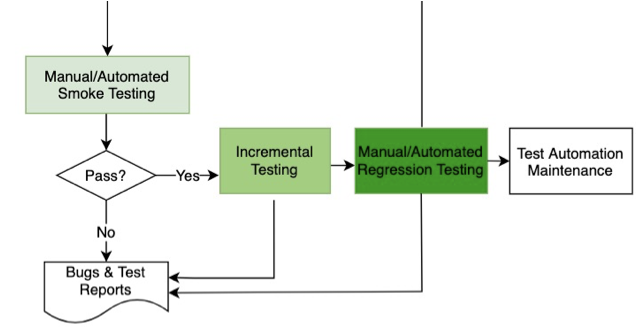 Manual/Automated
Smoke Testing
Pass?
Yes
Incremental
Testing
Manual/Automated
Regression Testing
Test Automation
Maintenance
No
Bugs & Test
Reports